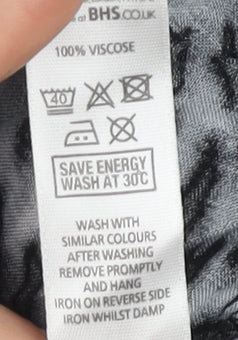 at BHS.CO.UK
100% VISCOSE
40
SAVE ENERGY
WASH AT 30°C
WASH WITH
SIMILAR COLOURS
AFTER WASHING
REMOVE PROMPTLY
AND HANG
IRON ON REVERSE SIDE
IRON WHILST DAMP